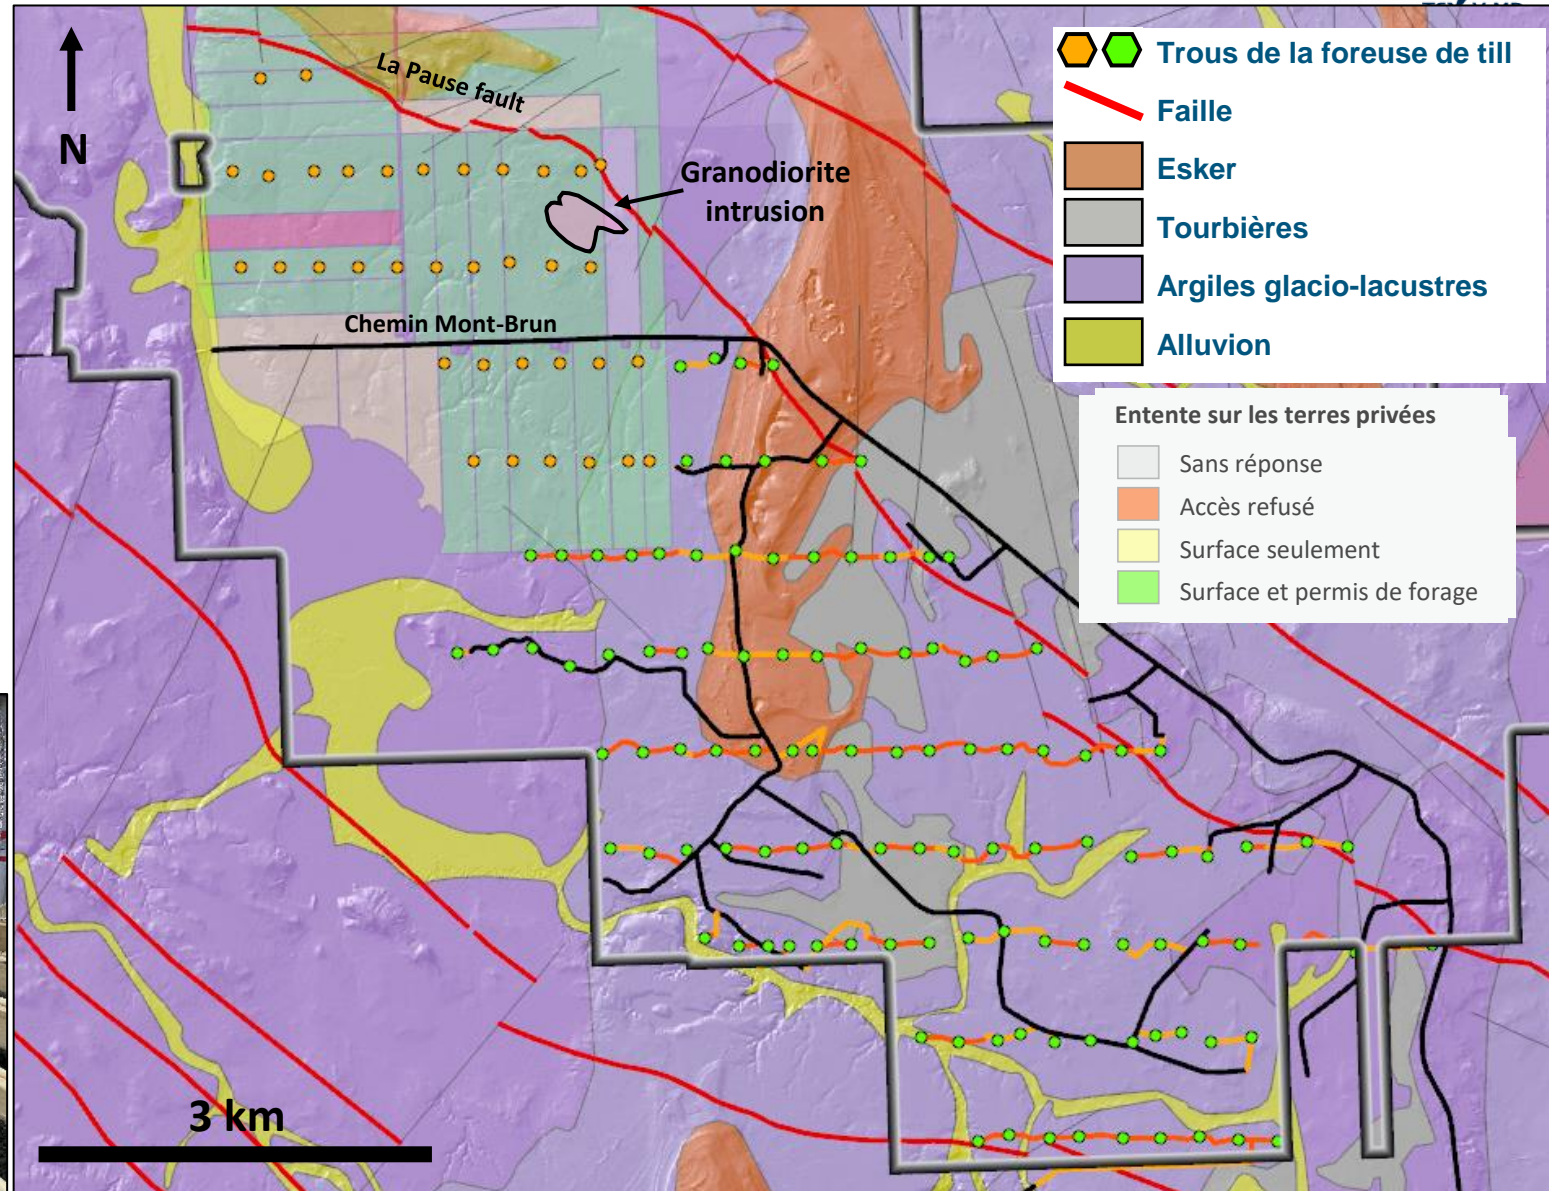 Trous de la foreuse de till
Faille
Esker
Tourbières
Argiles glacio-lacustres
Alluvion
Entente sur les terres privées
Sans réponse
Accès refusé
Surface seulement
Surface et permis de forage
La Pause fault
N
Granodiorite
intrusion
Chemin Mont-Brun
3 km